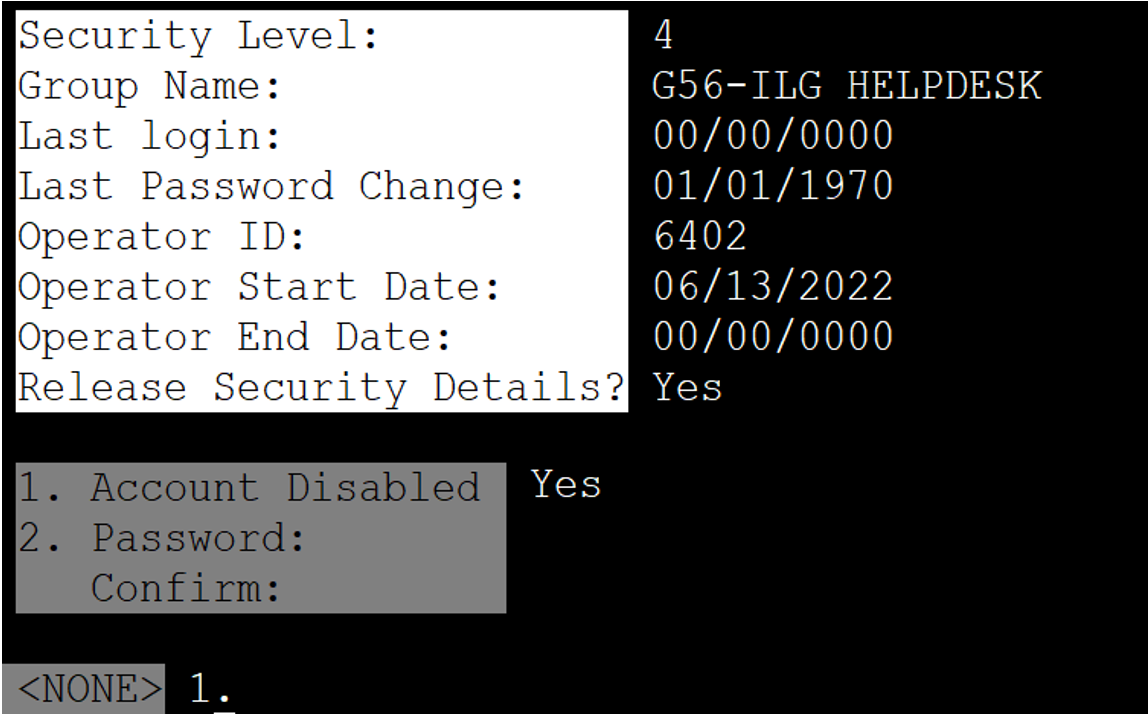 Security Level: 4
Group Name: G56-ILG HELPDESK
Last login: 00/00/0000
Last Password Change: 01/01/1970
Operator ID: 6402
Operator Start Date: 06/13/2022
Operator End Date: 00/00/0000
Release Security Details? Yes
1. Account Disabled Yes
2. Password:
Confirm:
<NONE> 1.